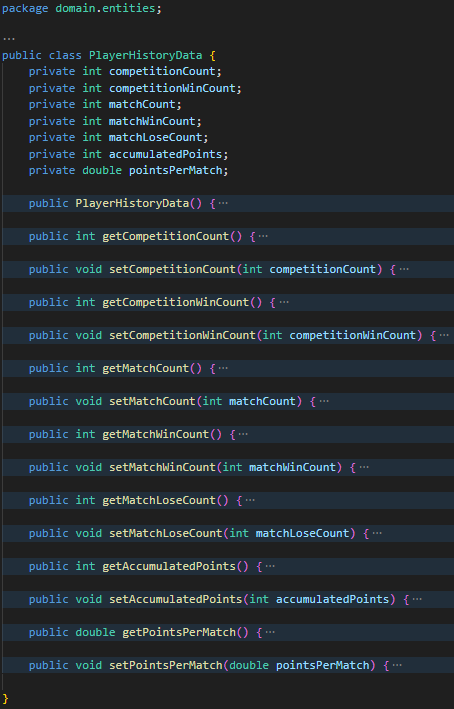 package domain.entities;
...
public class PlayerHistoryData {
    private int competitionCount;
    private int competitionWinCount;
    private int matchCount;
    private int matchWinCount;
    private int matchLoseCount;
    private int accumulatedPoints;
    private double pointsPerMatch;
    public PlayerHistoryData() {...
    public int getCompetitionCount() {...
    public void setCompetitionCount(int competitionCount) {...
    public int getCompetitionWinCount() {...
    public void setCompetitionWinCount(int competitionWinCount) {...
    public int getMatchCount() {...
    public void setMatchCount(int matchCount) {...
    public int getMatchWinCount() {...
    public void setMatchWinCount(int matchWinCount) {...
    public int getMatchLoseCount() {...
    public void setMatchLoseCount(int matchLoseCount) {...
    public int getAccumulatedPoints() {...
    public void setAccumulatedPoints(int accumulatedPoints) {...
    public double getPointsPerMatch() {...
    public void setPointsPerMatch(double pointsPerMatch) {...
}